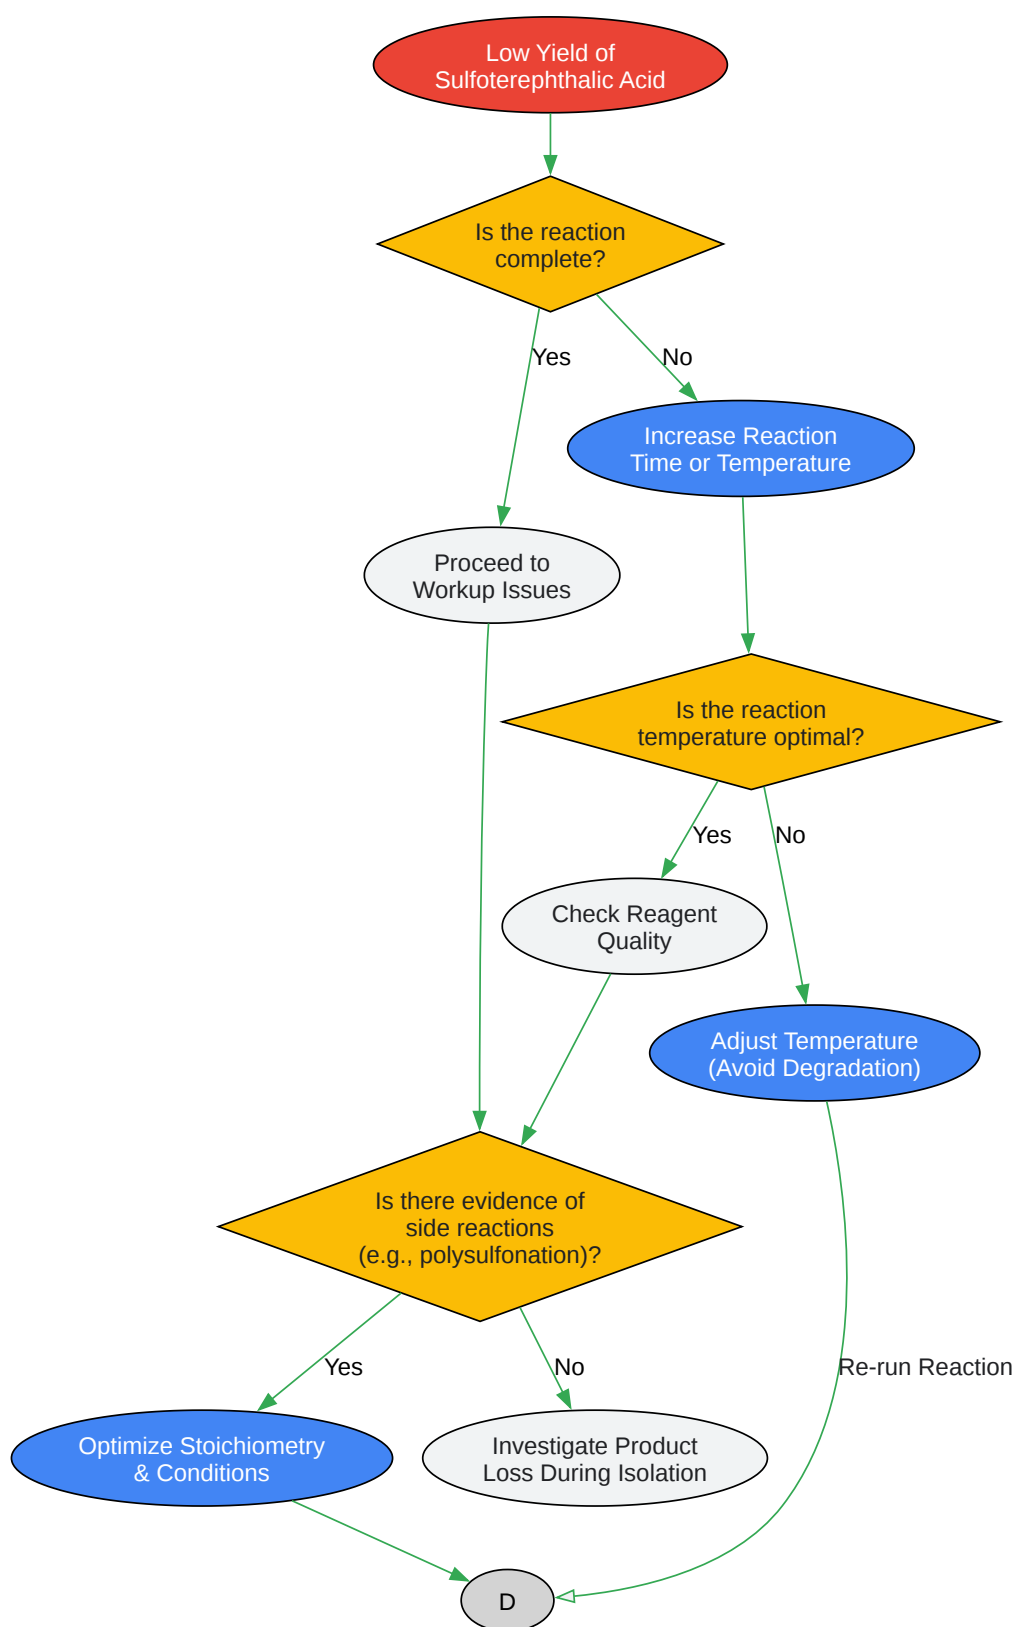 Low Yield of
Sulfoterephthalic Acid
Is the reaction
complete?
Yes
No
Increase Reaction
Time or Temperature
Proceed to
Workup Issues
Is the reaction
temperature optimal?
Yes
No
Check Reagent
Quality
Adjust Temperature
(Avoid Degradation)
Is there evidence of
side reactions
(e.g., polysulfonation)?
Yes
No
Re-run Reaction
Optimize Stoichiometry
& Conditions
Investigate Product
Loss During Isolation
D